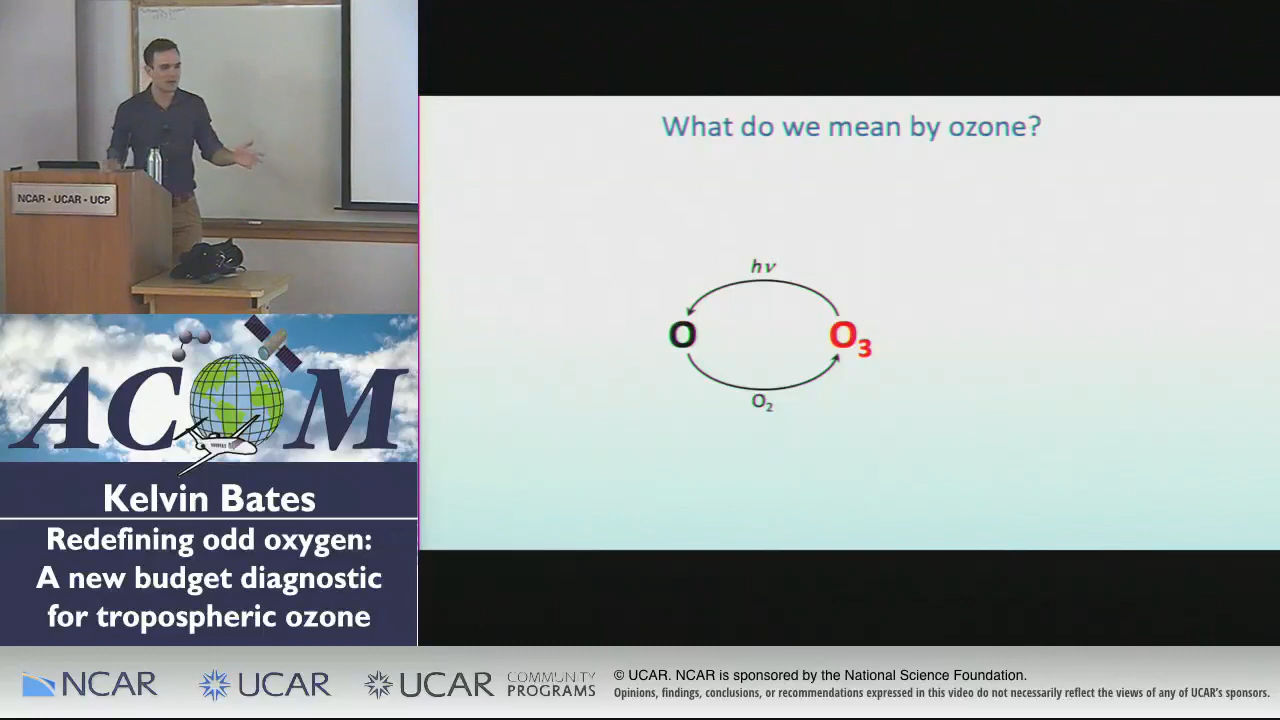 NCAR - UCAR - UCP
What do we mean by ozone?
hν
O
O₃
O₂
ACOM
Kelvin Bates
Redefining odd oxygen:
A new budget diagnostic
for tropospheric ozone
NCAR
UCAR
UCAR
COMMUNITY
PROGRAMS
© UCAR. NCAR is sponsored by the National Science Foundation.
Opinions, findings, conclusions, or recommendations expressed in this video do not necessarily reflect the views of any of UCAR's sponsors.